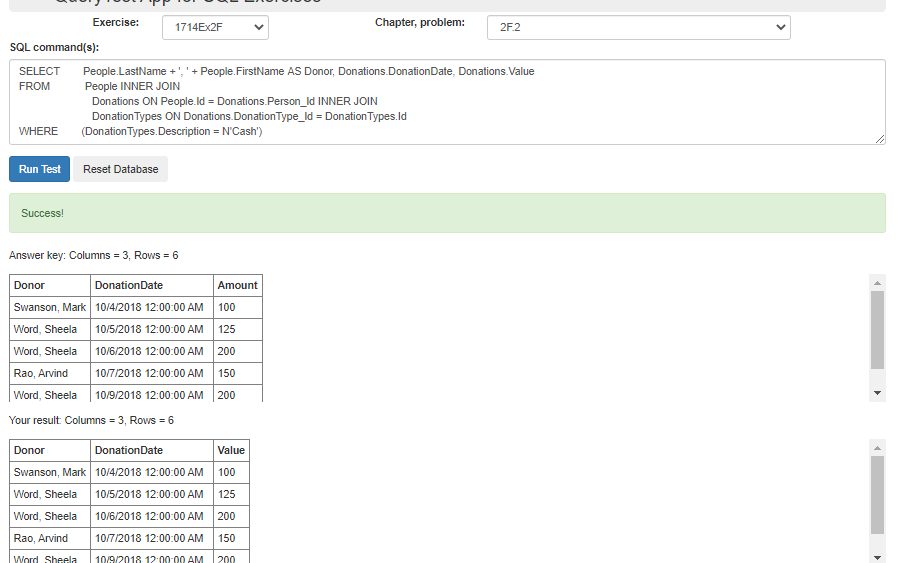 QueryTest App for SQL Exercises
Exercise: 1714Ex2F Chapter, problem: 2F.2
SQL command(s):
SELECT People.LastName + ', ' + People.FirstName AS Donor, Donations.DonationDate, Donations.Value
FROM People INNER JOIN
Donations ON People.Id = Donations.Person_Id INNER JOIN
DonationTypes ON Donations.DonationType_Id = DonationTypes.Id
WHERE (DonationTypes.Description = N'Cash')
Run Test Reset Database
Success!
Answer key: Columns = 3, Rows = 6
Donor DonationDate Amount
Swanson, Mark 10/4/2018 12:00:00 AM 100
Word, Sheela 10/5/2018 12:00:00 AM 125
Word, Sheela 10/6/2018 12:00:00 AM 200
Rao, Arvind 10/7/2018 12:00:00 AM 150
Word, Sheela 10/9/2018 12:00:00 AM 200
Your result: Columns = 3, Rows = 6
Donor DonationDate Value
Swanson, Mark 10/4/2018 12:00:00 AM 100
Word, Sheela 10/5/2018 12:00:00 AM 125
Word, Sheela 10/6/2018 12:00:00 AM 200
Rao, Arvind 10/7/2018 12:00:00 AM 150
Word, Sheela 10/9/2018 12:00:00 AM 200